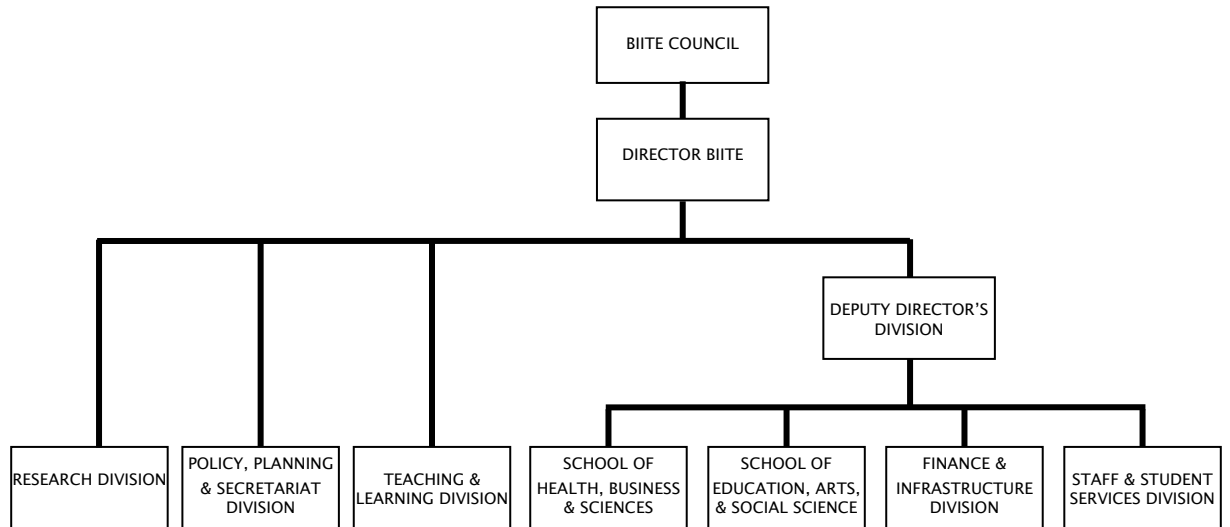 BIITE COUNCIL
DIRECTOR BIITE
DEPUTY DIRECTOR’S
DIVISION
RESEARCH DIVISION
POLICY, PLANNING
& SECRETARIAT
DIVISION
TEACHING &
LEARNING DIVISION
SCHOOL OF
HEALTH, BUSINESS
& SCIENCES
SCHOOL OF
EDUCATION, ARTS,
& SOCIAL SCIENCE
FINANCE &
INFRASTRUCTURE
DIVISION
STAFF & STUDENT
SERVICES DIVISION